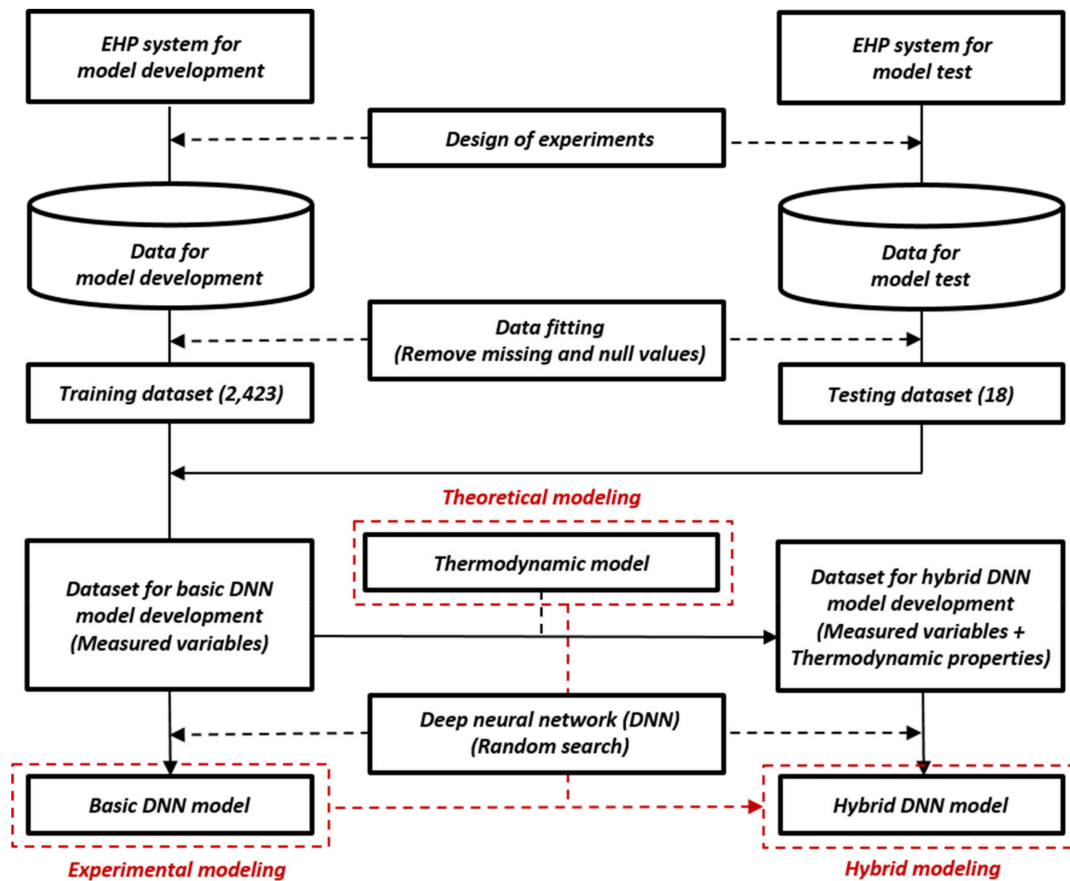 EHP system for
model development
EHP system for
model test
Design of experiments
Data for
model development
Data for
model test
Data fitting
(Remove missing and null values)
Training dataset (2,423)
Testing dataset (18)
Theoretical modeling
Thermodynamic model
Dataset for basic DNN
model development
(Measured variables)
Dataset for hybrid DNN
model development
(Measured variables +
Thermodynamic properties)
Deep neural network (DNN)
(Random search)
Basic DNN model
Hybrid DNN model
Experimental modeling
Hybrid modeling